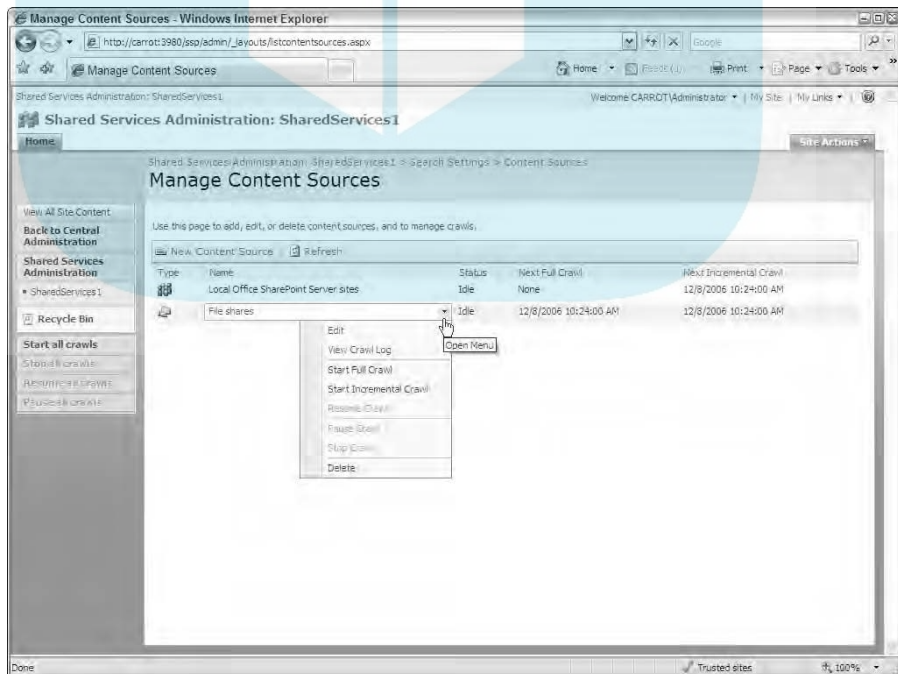 Manage Content Sources - Windows Internet Explorer
http://carrot:3980/ssp/admin/_layouts/listcontentsources.aspx
Google
Manage Content Sources
Home
Print
Page
Tools
Shared Services Administration: SharedServices1
Welcome CARROT\Administrator
My Site
My Links
Shared Services Administration: SharedServices1
Home
Site Actions
Shared Services Administration: SharedServices1 > Search Settings > Content Sources
Manage Content Sources
View All Site Content
Back to Central Administration
Shared Services Administration
SharedServices1
Recycle Bin
Start all crawls
Stop all crawls
Resume all crawls
Pause all crawls
Use this page to add, edit, or delete content sources, and to manage crawls.
New Content Source
Refresh
Type Name Status Next Full Crawl Next Incremental Crawl
Local Office SharePoint Server sites Idle None 12/8/2006 10:24:00 AM
File shares Idle 12/8/2006 10:24:00 AM 12/8/2006 10:24:00 AM
Open Menu
Edit
View Crawl Log
Start Full Crawl
Start Incremental Crawl
Resume Crawl
Pause Crawl
Stop Crawl
Delete
Done
Trusted sites
100%